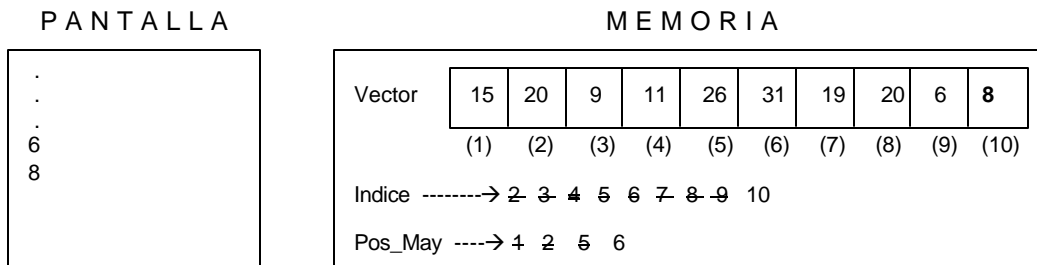 P A N T A L L A
M E M O R I A
.
.
.
6
8
Vector 15 20 9 11 26 31 19 20 6 8
(1) (2) (3) (4) (5) (6) (7) (8) (9) (10)
Indice --------→ 2 3 4 5 6 7 8 9 10
Pos_May ----→ 1 2 5 6